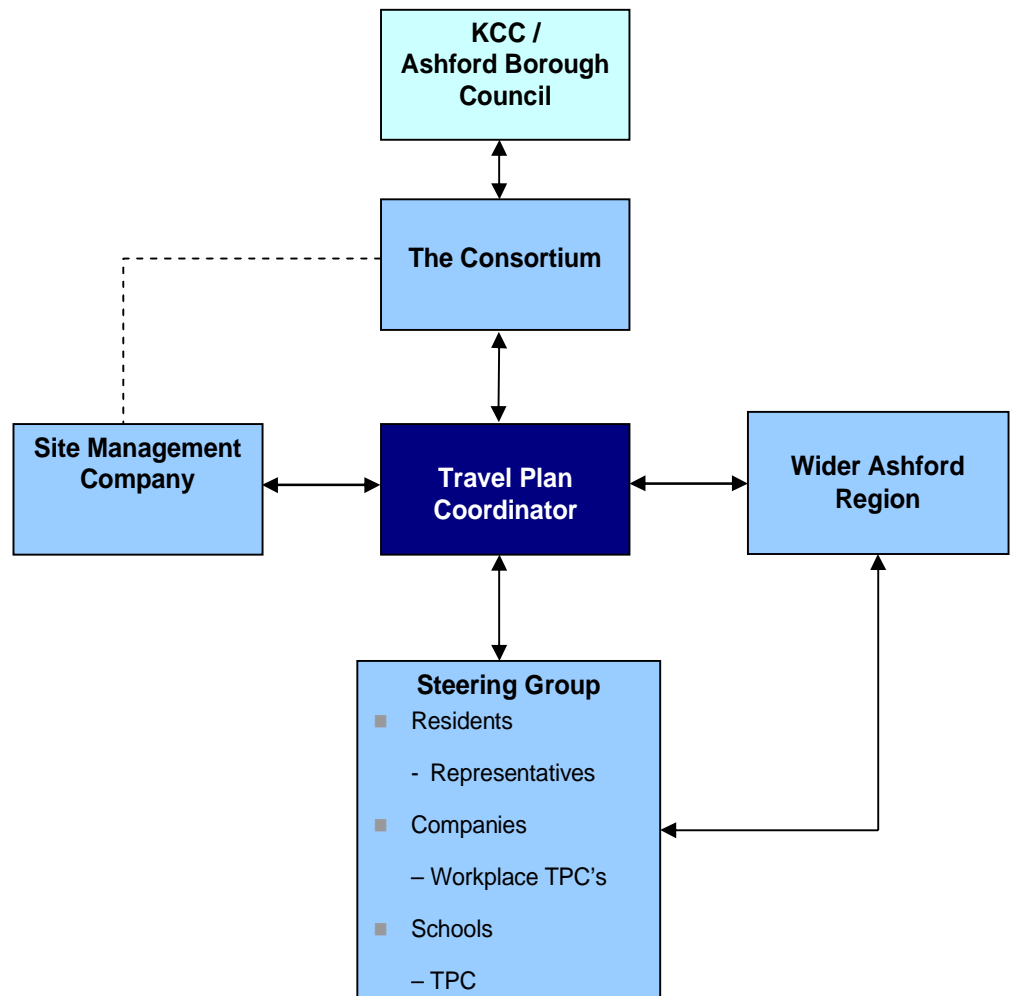 KCC /
Ashford Borough
Council
The Consortium
Site Management
Company
Travel Plan
Coordinator
Wider Ashford
Region
Steering Group
Residents
- Representatives
Companies
– Workplace TPC's
Schools
– TPC